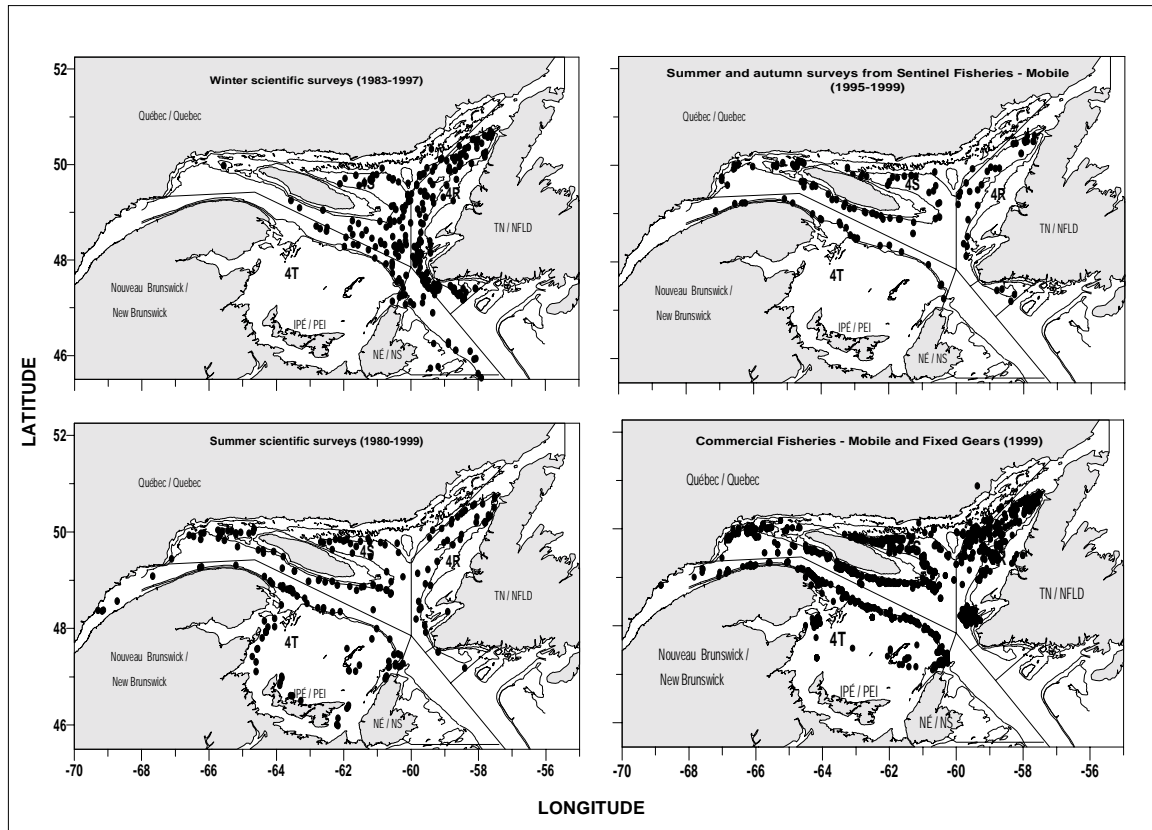 Winter scientific surveys (1983-1997)
Québec / Quebec
4S
4R
TN / NFLD
4T
Nouveau Brunswick /
New Brunswick
IPÉ / PEI
NÉ / NS
52
50
48
46
Summer and autumn surveys from Sentinel Fisheries - Mobile
(1995-1999)
Québec / Quebec
4S
4R
TN / NFLD
4T
Nouveau Brunswick /
New Brunswick
IPÉ / PEI
NÉ / NS
LATITUDE
Summer scientific surveys (1980-1999)
Québec / Quebec
4S
4R
TN / NFLD
4T
Nouveau Brunswick /
New Brunswick
IPÉ / PEI
NÉ / NS
52
50
48
46
-70 -68 -66 -64 -62 -60 -58 -56
Commercial Fisheries - Mobile and Fixed Gears (1999)
Québec / Quebec
TN / NFLD
4T
Nouveau Brunswick /
New Brunswick
IPÉ / PEI
NÉ / NS
-70 -68 -66 -64 -62 -60 -58 -56
LONGITUDE